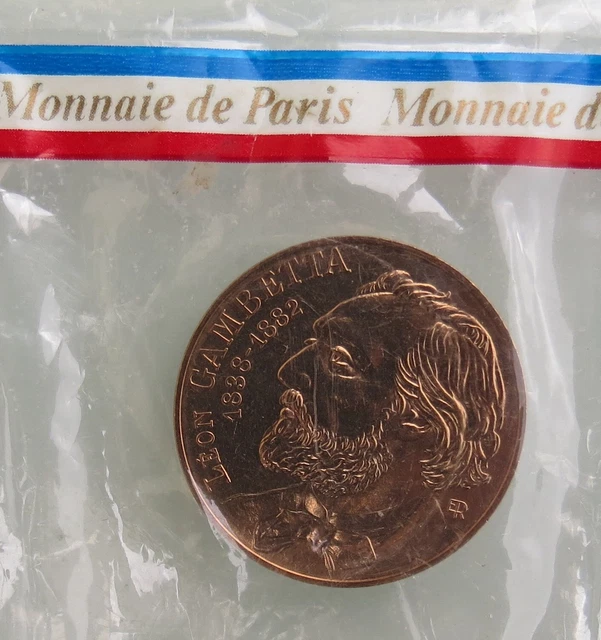 Monnaie de Paris Monnaie d
LÉON GAMBETTA
1838-1882